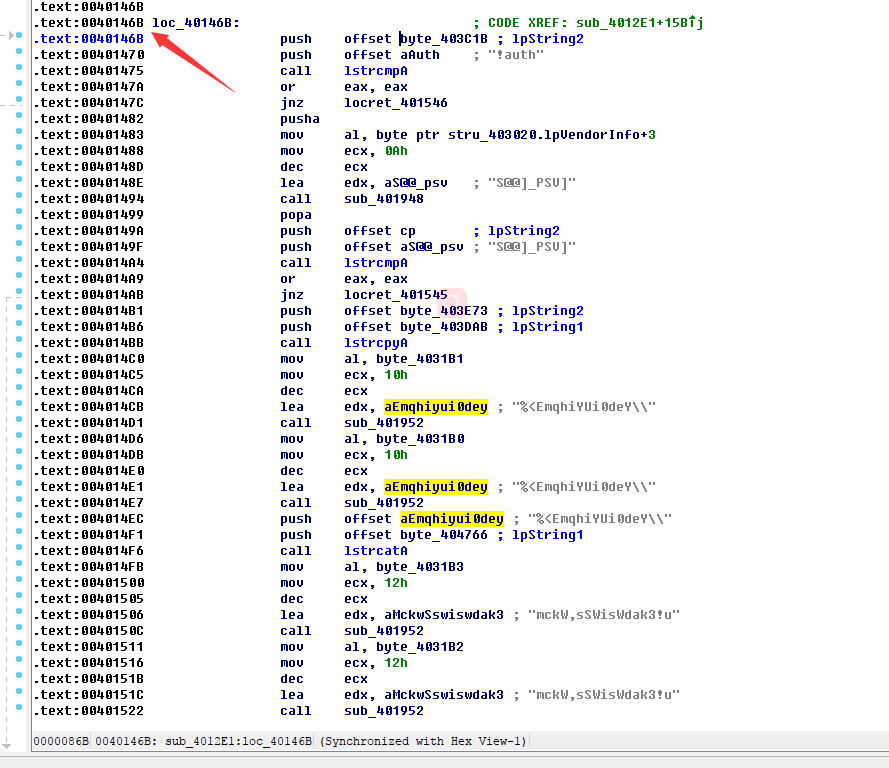 .text:0040146B
.text:0040146B loc_40146B: ; CODE XREF: sub_4012E1+15B↑j
.text:0040146B push offset byte_403C1B ; lpString2
.text:00401470 push offset aAuth ; "!auth"
.text:00401475 call lstrcmpA
.text:0040147A or eax, eax
.text:0040147C jnz locret_401546
.text:00401482 pusha
.text:00401483 mov al, byte ptr stru_403020.lpVendorInfo+3
.text:00401488 mov ecx, 0Ah
.text:0040148D dec ecx
.text:0040148E lea edx, aS@@_psv ; "S@@]_PSV]"
.text:00401494 call sub_401948
.text:00401499 popa
.text:0040149A push offset cp ; lpString2
.text:0040149F push offset aS@@_psv ; "S@@]_PSV]"
.text:004014A4 call lstrcmpA
.text:004014A9 or eax, eax
.text:004014AB jnz locret_401545
.text:004014B1 push offset byte_403E73 ; lpString2
.text:004014B6 push offset byte_403DAB ; lpString1
.text:004014BB call lstrcpyA
.text:004014C0 mov al, byte_4031B1
.text:004014C5 mov ecx, 10h
.text:004014CA dec ecx
.text:004014CB lea edx, aEmqhiyui0dey ; "%<EmqhiYUi0deY\\"
.text:004014D1 call sub_401952
.text:004014D6 mov al, byte_4031B0
.text:004014DB mov ecx, 10h
.text:004014E0 dec ecx
.text:004014E1 lea edx, aEmqhiyui0dey ; "%<EmqhiYUi0deY\\"
.text:004014E7 call sub_401952
.text:004014EC push offset aEmqhiyui0dey ; "%<EmqhiYUi0deY\\"
.text:004014F1 push offset byte_404766 ; lpString1
.text:004014F6 call lstrcatA
.text:004014FB mov al, byte_4031B3
.text:00401500 mov ecx, 12h
.text:00401505 dec ecx
.text:00401506 lea edx, aMckwSswiswdak3 ; "mckW,sSWisWdak3!u"
.text:0040150C call sub_401952
.text:00401511 mov al, byte_4031B2
.text:00401516 mov ecx, 12h
.text:0040151B dec ecx
.text:0040151C lea edx, aMckwSswiswdak3 ; "mckW,sSWisWdak3!u"
.text:00401522 call sub_401952
0000086B 0040146B: sub_4012E1:loc_40146B (Synchronized with Hex View-1)